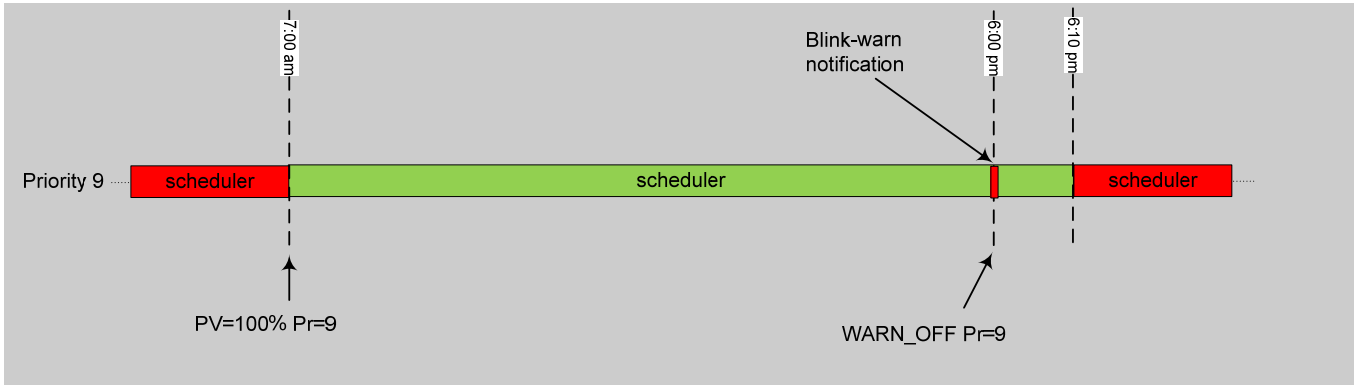 7:00 am
6:00 pm
6:10 pm
Blink-warn
notification
Priority 9
scheduler
scheduler
scheduler
PV=100% Pr=9
WARN_OFF Pr=9